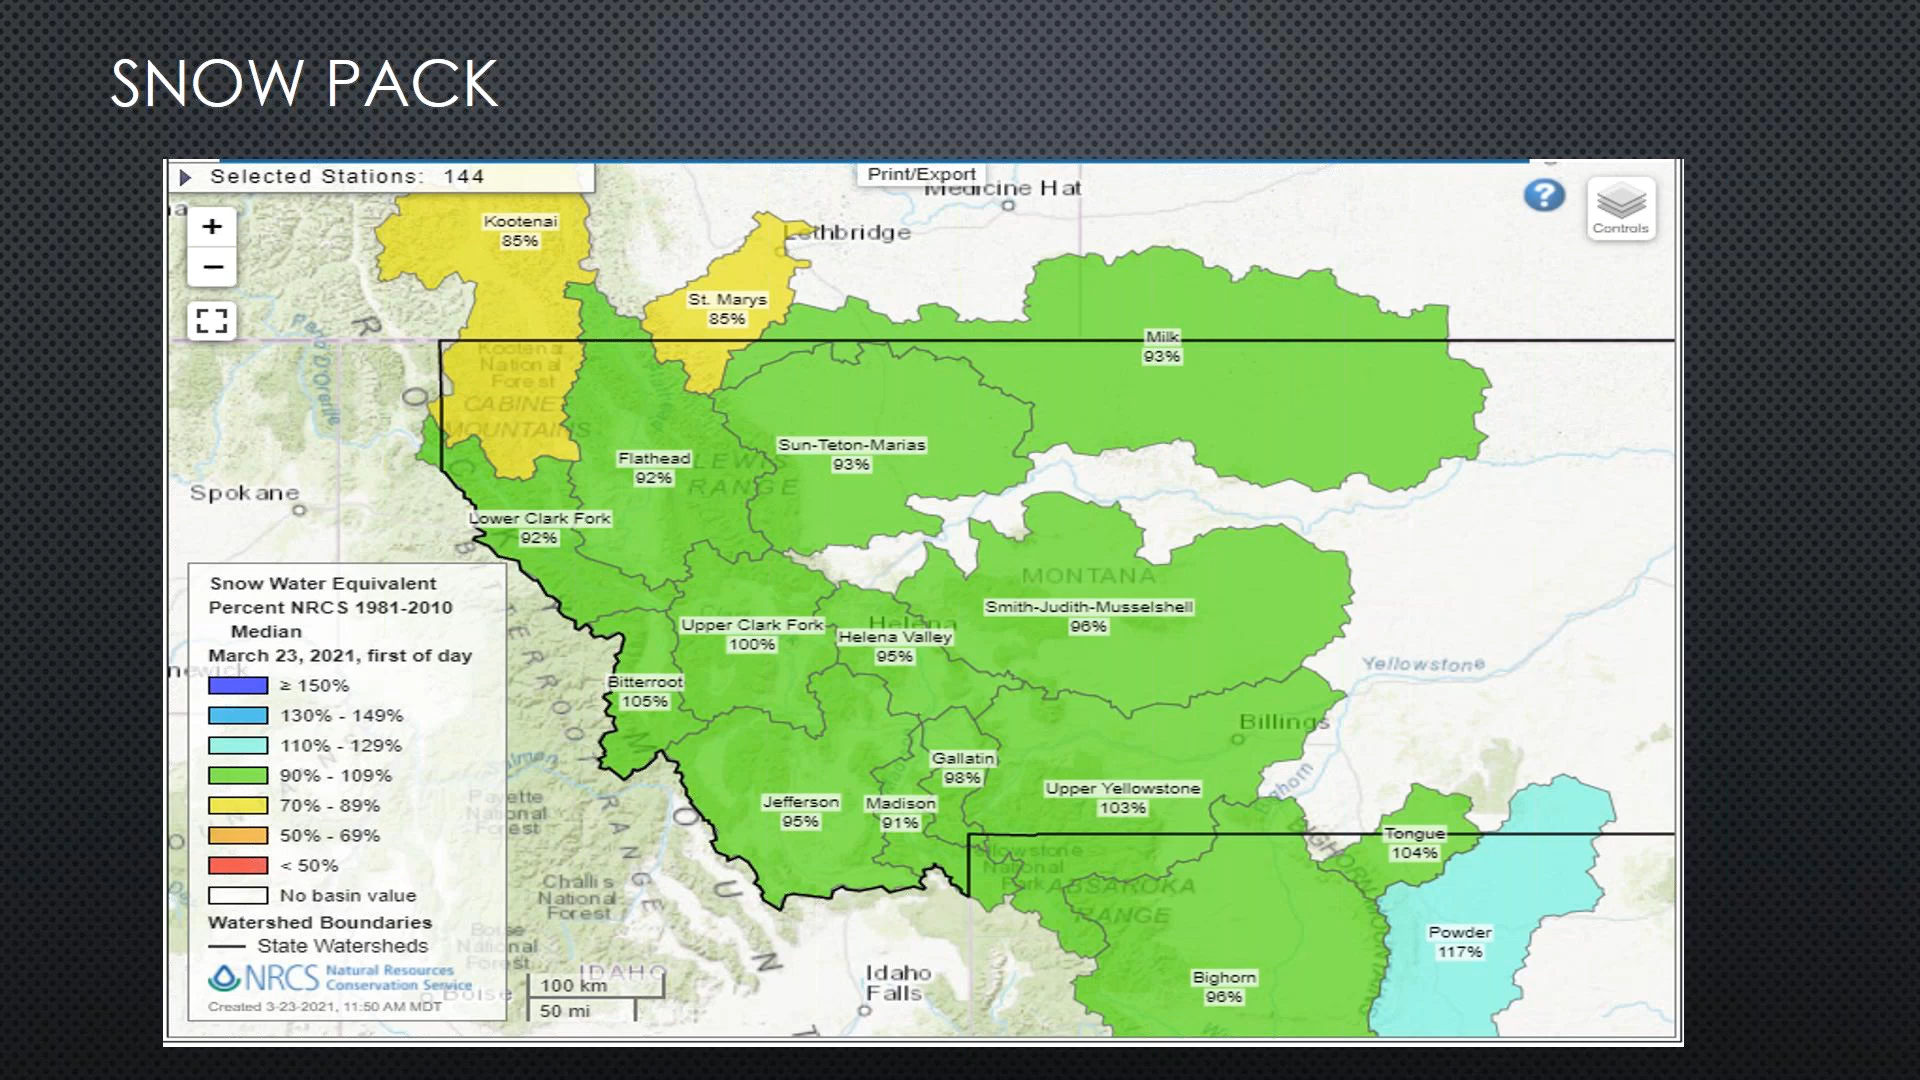 SNOW PACK
Selected Stations: 144
Print/Export
Medicine Hat
Controls
+
−
?
Kootenai
85%
Lethbridge
St. Marys
85%
Milk
93%
Kootenai
National
Forest
CABINET
MOUNTAINS
Pend Oreille
Flathead
92%
LEWIS
RANGE
Sun-Teton-Marias
93%
Spokane
Lower Clark Fork
92%
MONTANA
Smith-Judith-Musselshell
96%
Upper Clark Fork
100%
Helena
Helena Valley
95%
Bitterroot
105%
Yellowstone
Billings
Gallatin
98%
Jefferson
95%
Madison
91%
Upper Yellowstone
103%
Bighorn
Tongue
104%
Yellowstone
National
Park
ABSAROKA
RANGE
Powder
117%
Bighorn
96%
Salmon
Payette
National
Forest
Challis
National
Forest
Boise
National
Forest
IDAHO
Boise
Idaho
Falls
BITTERROOT RANGE
Snow Water Equivalent
Percent NRCS 1981-2010
Median
March 23, 2021, first of day
≥ 150%
130% - 149%
110% - 129%
90% - 109%
70% - 89%
50% - 69%
< 50%
No basin value
Watershed Boundaries
State Watersheds
NRCS Natural Resources
Conservation Service
Created 3-23-2021, 11:50 AM MDT
100 km
50 mi